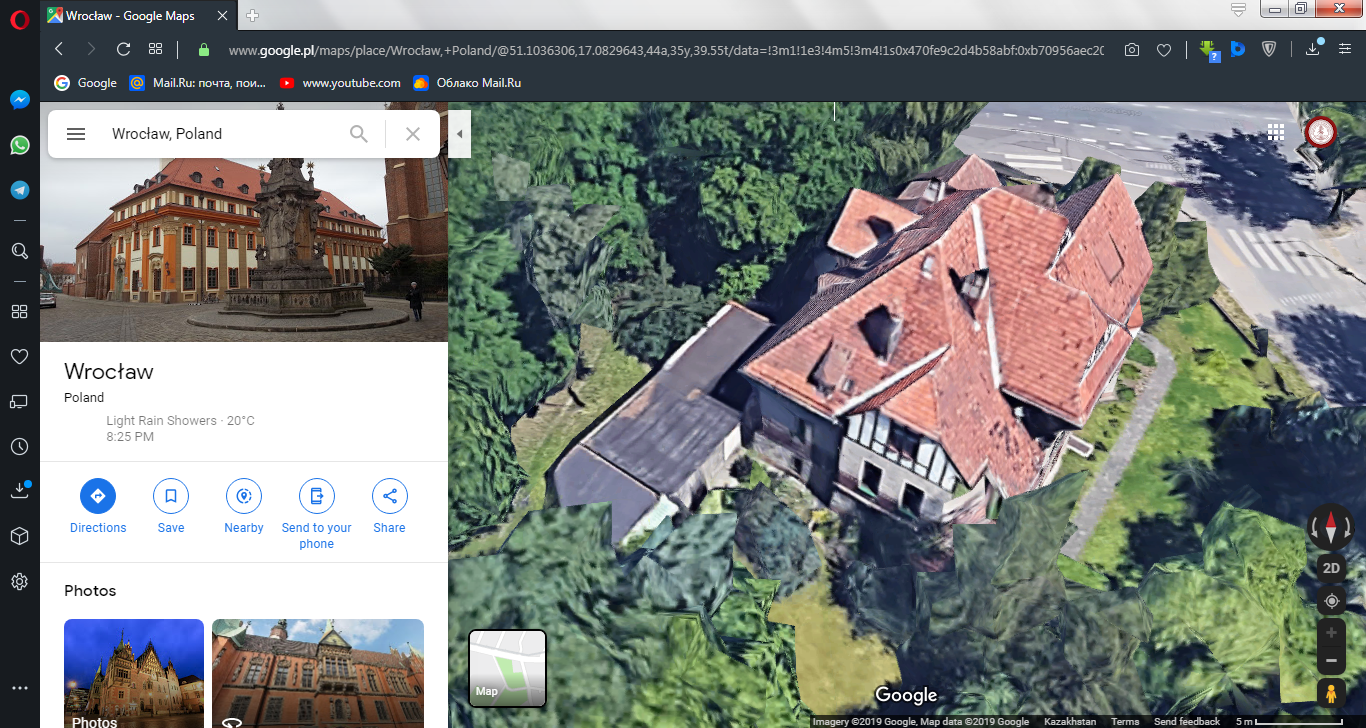 Wrocław - Google Maps
www.google.pl/maps/place/Wrocław,+Poland/@51.1036306,17.0829643,44a,35y,39.55t/data=!3m1!1e3!4m5!3m4!1s0x470fe9c2d4b58abf:0xb70956aec20
Google
Mail.Ru: почта, пои...
www.youtube.com
Облако Mail.Ru
Wrocław, Poland
Wrocław
Poland
Light Rain Showers · 20°C
8:25 PM
Directions
Save
Nearby
Send to your
phone
Share
Photos
Photos
Map
2D
Google
Imagery ©2019 Google, Map data ©2019 Google
Kazakhstan
Terms
Send feedback
5 m